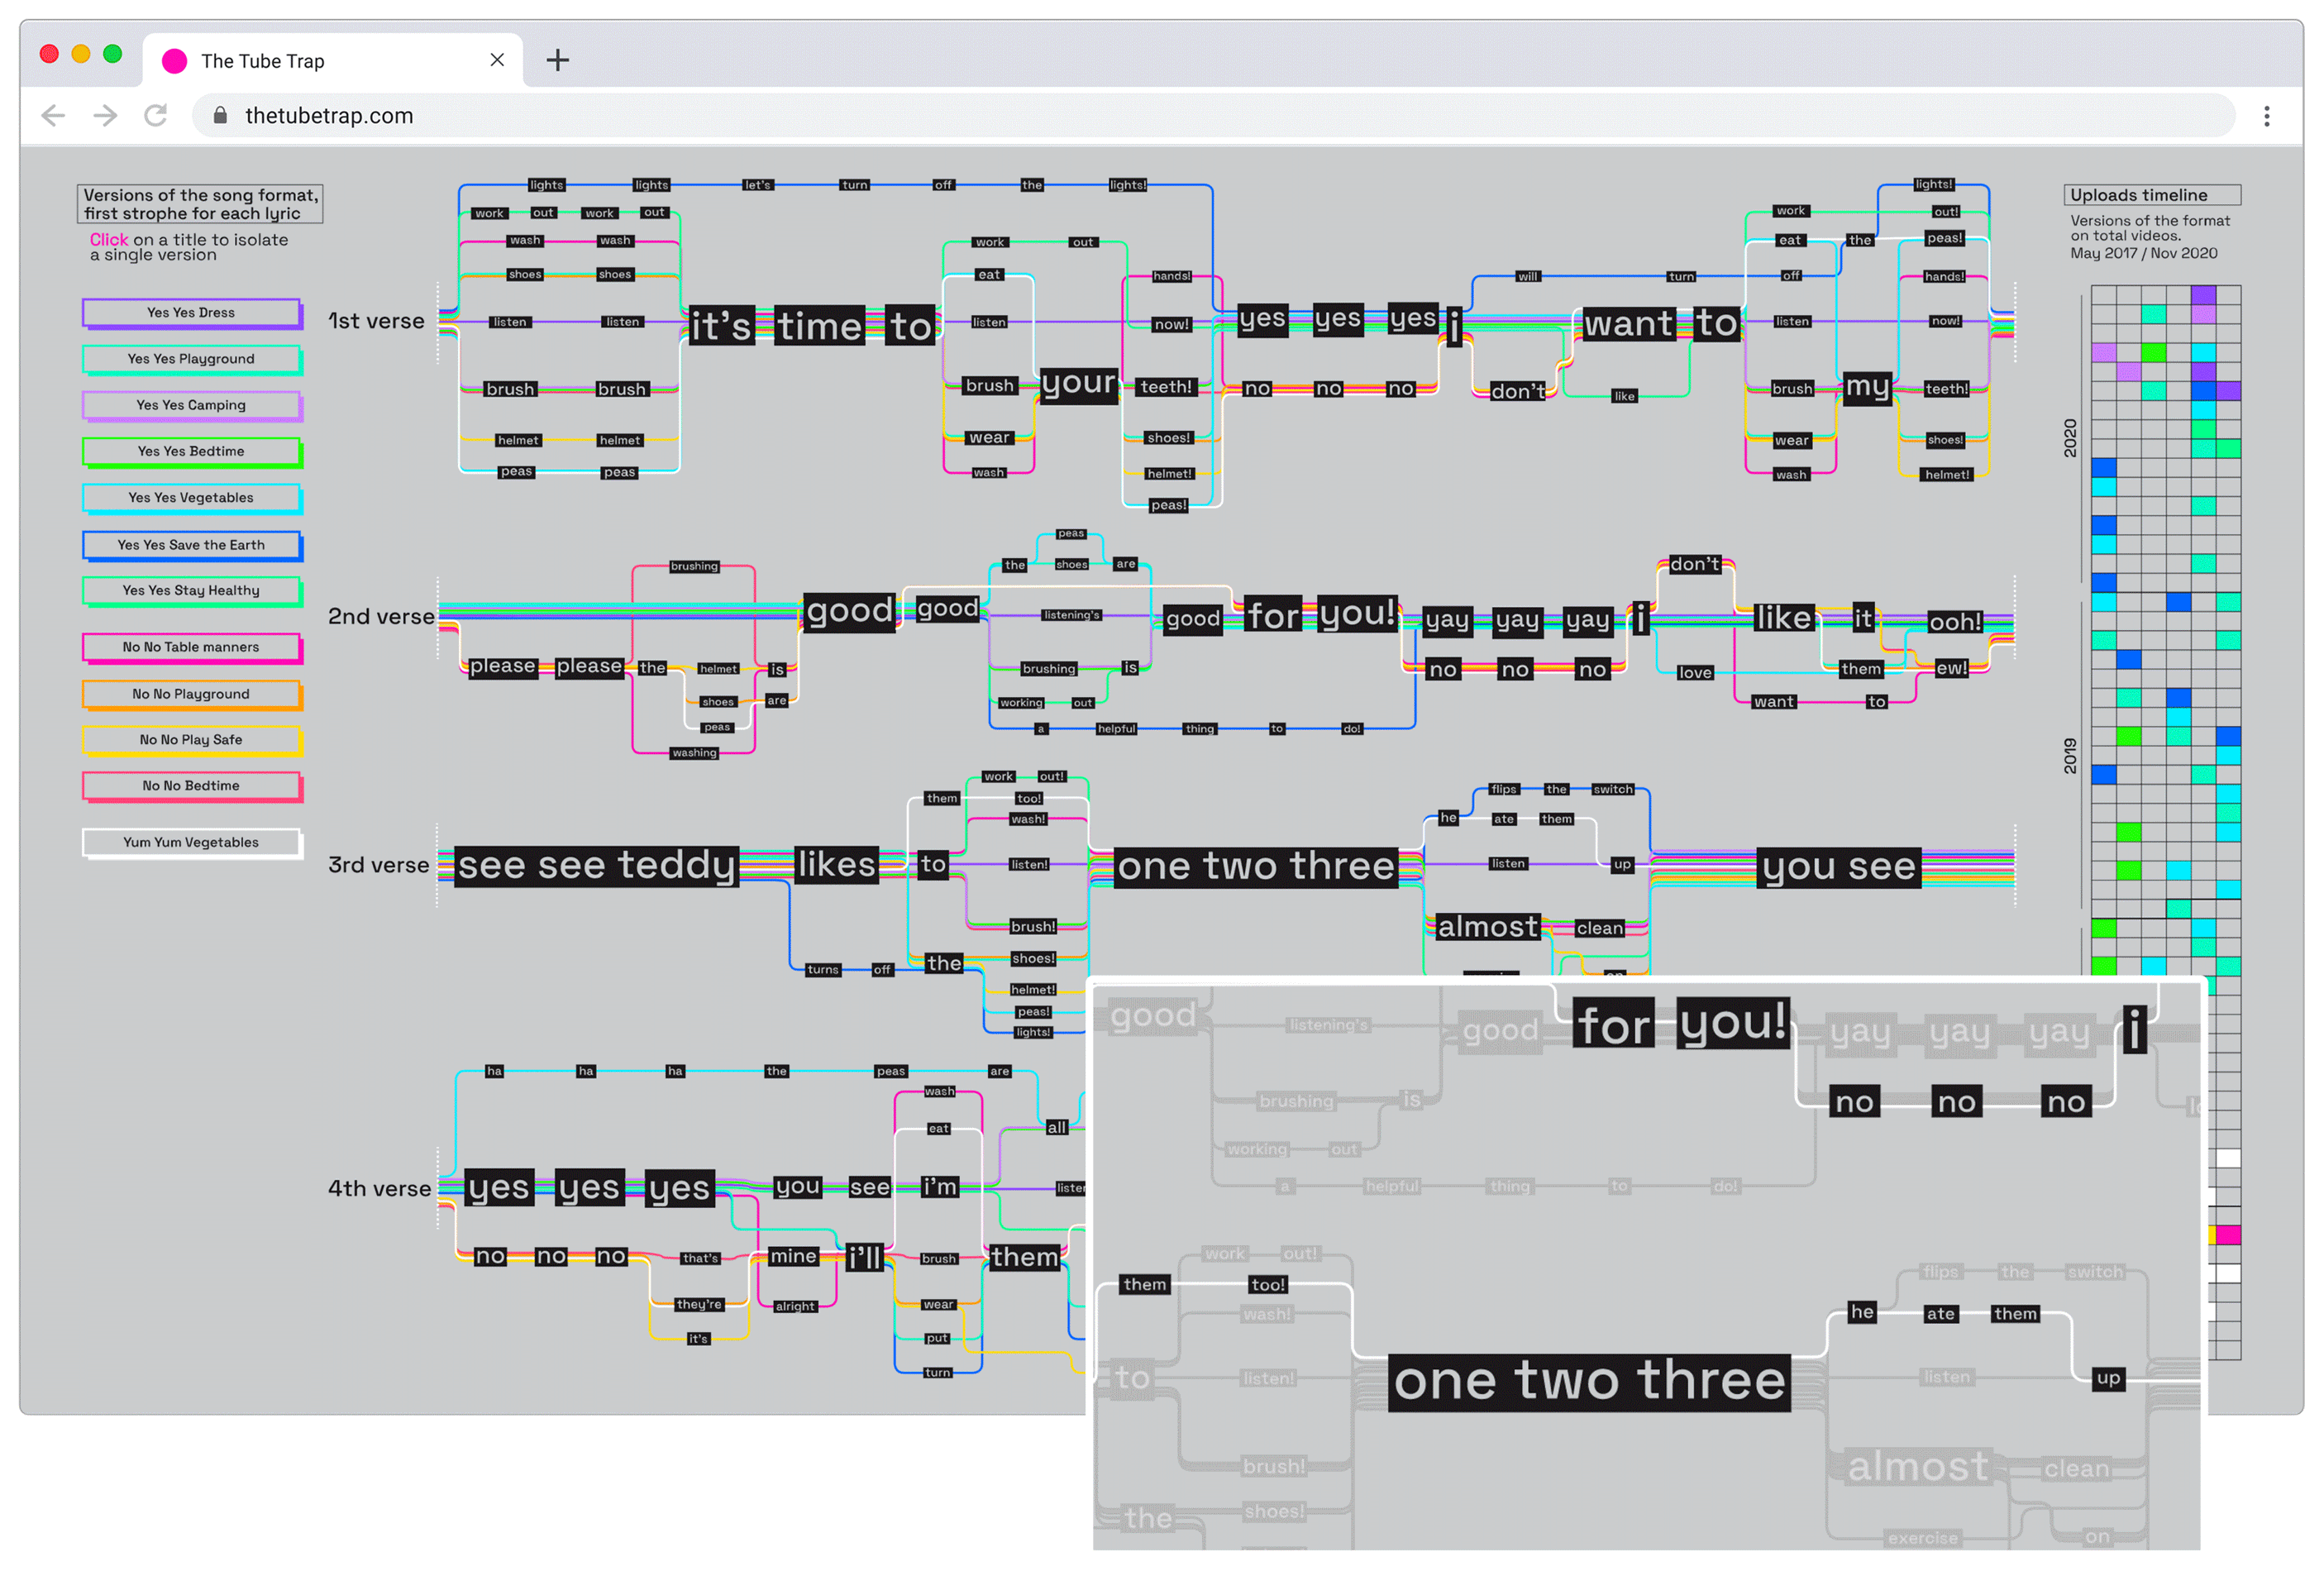 The Tube Trap
thetubetrap.com
Versions of the song format,
first strophe for each lyric
Click on a title to isolate
a single version
Yes Yes Dress
Yes Yes Playground
Yes Yes Camping
Yes Yes Bedtime
Yes Yes Vegetables
Yes Yes Save the Earth
Yes Yes Stay Healthy
No No Table manners
No No Playground
No No Play Safe
No No Bedtime
Yum Yum Vegetables
1st verse
lights lights let's turn off the lights!
work out work out
wash wash
shoes shoes
listen listen
brush brush
helmet helmet
peas peas
it's time to
work out
eat
listen
brush
wear
wash
your
hands!
now!
teeth!
shoes!
helmet!
peas!
yes yes yes
no no no
i
will turn off the lights!
don't
like
want to
work out!
eat
peas!
hands!
listen now!
brush my teeth!
wear shoes!
wash helmet!
2nd verse
please please
brushing
the helmet is
shoes are
peas
washing
good good
peas
the shoes are
listening's
brushing is
working out
a helpful thing to do!
good for you!
yay yay yay
no no no
i
don't
like it ooh!
love them ew!
want to
3rd verse
see see teddy likes to
turns off the
work out!
them too!
wash!
listen!
brush!
shoes!
helmet!
peas!
lights!
one two three
flips the switch
he ate them
listen up
almost clean
you see
4th verse
ha ha ha the peas are
yes yes yes you see i'm
no no no
that's
they're
it's
mine
alright
i'll
wash
eat
brush
wear
put
turn
them
all
Uploads timeline
Versions of the format
on total videos.
May 2017 / Nov 2020
2020
2019
good listening's good for you! yay yay yay i
brushing is
no no no
working out
a helpful thing to do!
work out!
them too!
wash!
to listen!
brush!
the shoes!
one two three
flips the switch
he ate them
listen up
almost clean
exercise on